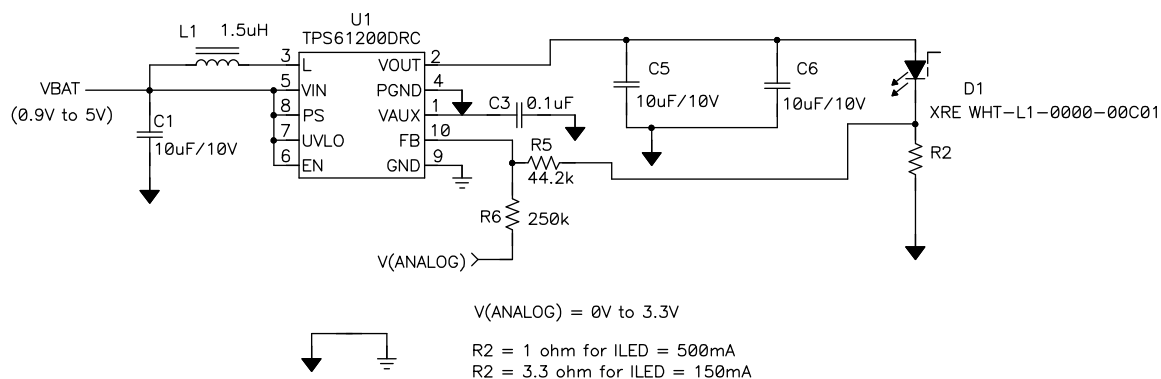 L1
1.5uH
U1
TPS61200DRC
3
L
VOUT
2
VBAT
(0.9V to 5V)
5
VIN
PGND
4
8
PS
VAUX
1
7
UVLO
FB
10
6
EN
GND
9
C1
10uF/10V
C3
0.1uF
C5
10uF/10V
C6
10uF/10V
D1
XRE WHT-L1-0000-00C01
R5
44.2k
R2
R6
250k
V(ANALOG)
V(ANALOG) = 0V to 3.3V
R2 = 1 ohm for ILED = 500mA
R2 = 3.3 ohm for ILED = 150mA